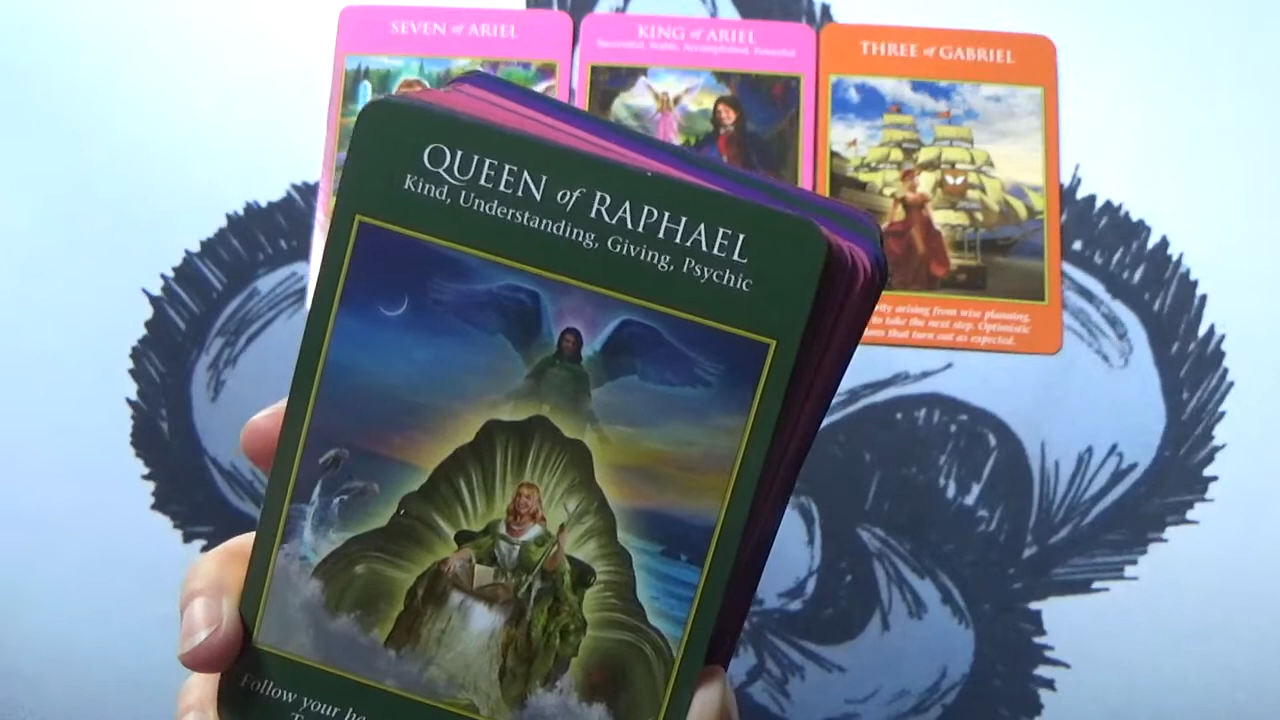 SEVEN of ARIEL
KING of ARIEL
Successful, Stable, Accomplished, Powerful
THREE of GABRIEL
arising from wise planning.
to take the next step. Optimistic
that turn out as expected.
QUEEN of RAPHAEL
Kind, Understanding, Giving, Psychic
Follow your